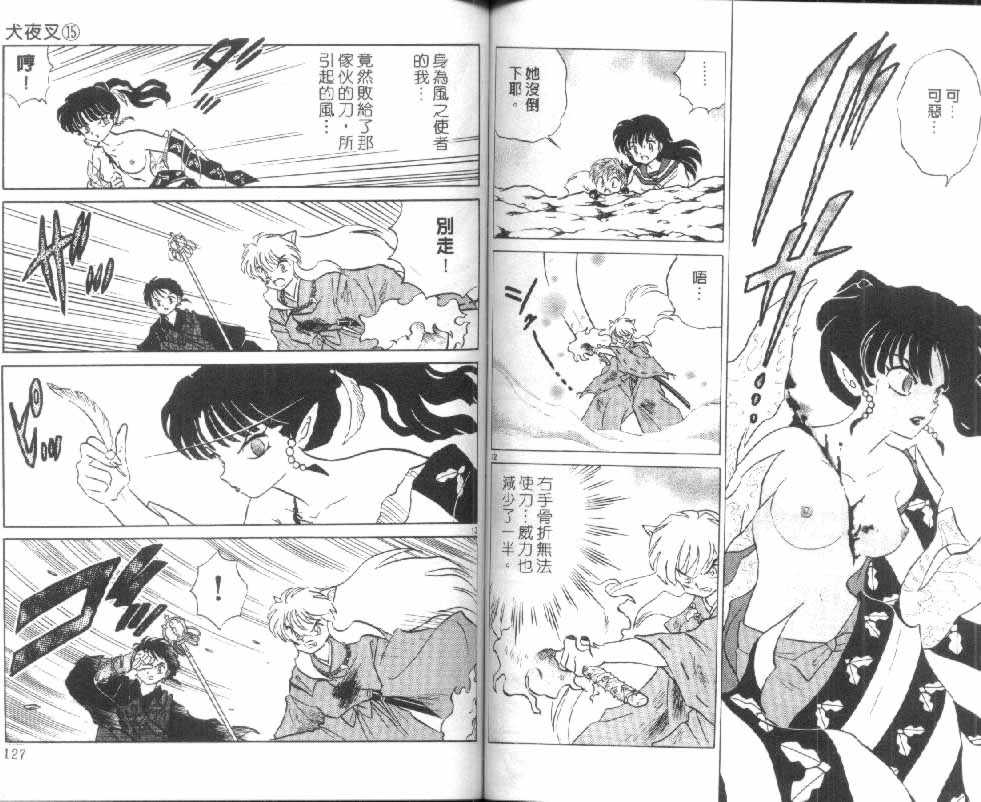 可…
可惡…
……
她沒倒
下耶。
唔…
12
右手骨折無法
使刀…威力也
減少了一半。
犬夜叉⑮
身為風之使者
的我…
竟然敗給了那
傢伙的刀，所
引起的風…
哼！
別走！
13
！
127